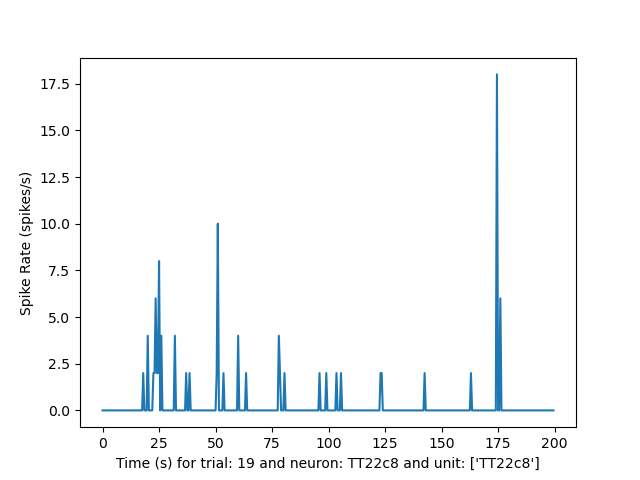 17.5
15.0
12.5
10.0
7.5
5.0
2.5
0.0
Spike Rate (spikes/s)
0 25 50 75 100 125 150 175 200
Time (s) for trial: 19 and neuron: TT22c8 and unit: ['TT22c8']